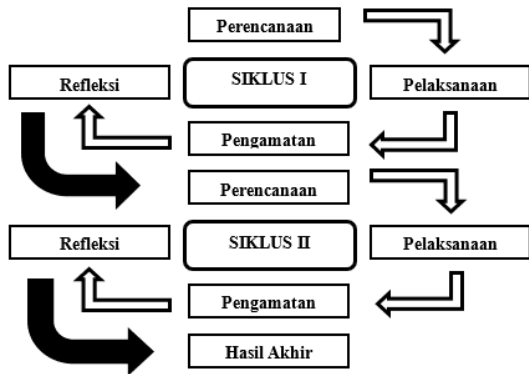 Perencanaan
Refleksi
SIKLUS I
Pelaksanaan
Pengamatan
Perencanaan
Refleksi
SIKLUS II
Pelaksanaan
Pengamatan
Hasil Akhir